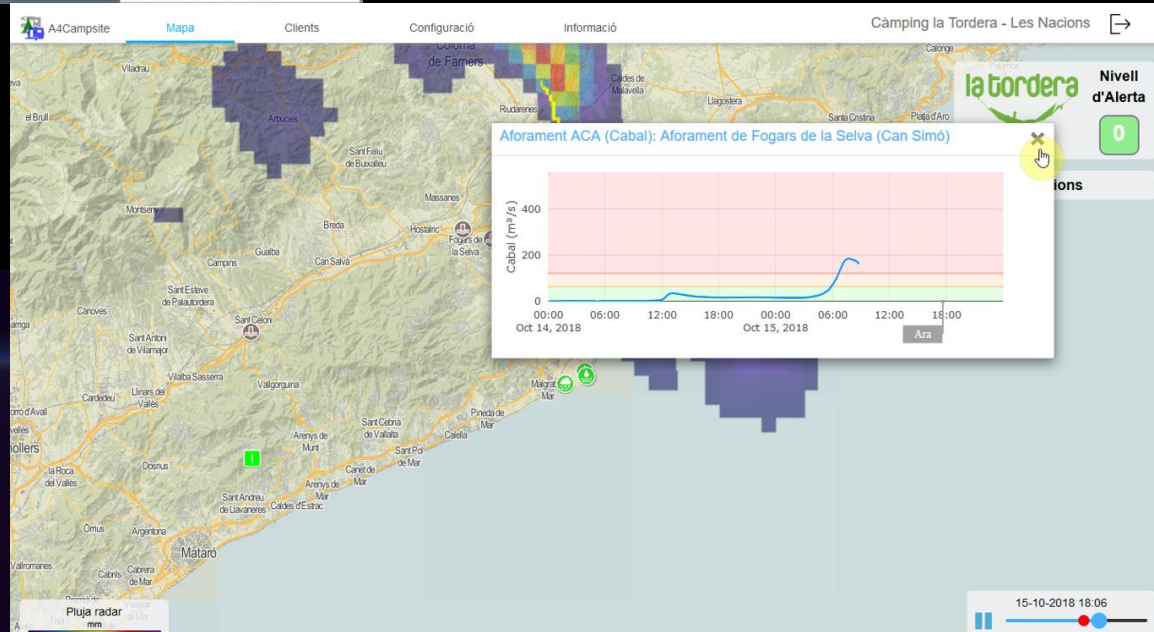 A4Campsite
Mapa
Clients
Configuració
Informació
Càmping la Tordera - Les Nacions
Viladrau
Coloma
de Farners
Caldes de
Malavella
Calonge
la tordera
Nivell
d'Alerta
0
el Brull
Arbúcies
Riudarenes
Llagostera
Santa Cristina
Platja d'Aro
Aforament ACA (Cabal): Aforament de Fogars de la Selva (Can Simó)
ions
Cabal (m³/s)
400
200
0
00:00
06:00
12:00
18:00
00:00
06:00
12:00
18:00
Oct 14, 2018
Oct 15, 2018
Ara
Sant Feliu
de Buixalleu
Massanes
Montseny
Breda
Hostalric
Fogars de
la Selva
Gualba
Campins
Can Salvà
Sant Esteve
de Palautordera
Cànoves
Sant Celoni
Sant Antoni
de Vilamajor
Vilalba Sasserra
Vallgorguina
Cardedeu
Llinars del
Vallès
Malgrat
Mar
Pineda de
Mar
Sant Cebrià
de Vallalta
Calella
Arenys de
Munt
Sant Pol
de Mar
Canet de
Mar
la Roca
del Vallès
Dosrius
Arenys de
Mar
Sant Andreu
de Llavaneres
Caldes d'Estrac
Òrrius
Argentona
Mataró
Vallromanes
Cabrils
Cabrera
de Mar
Pluja radar
mm
15-10-2018 18:06